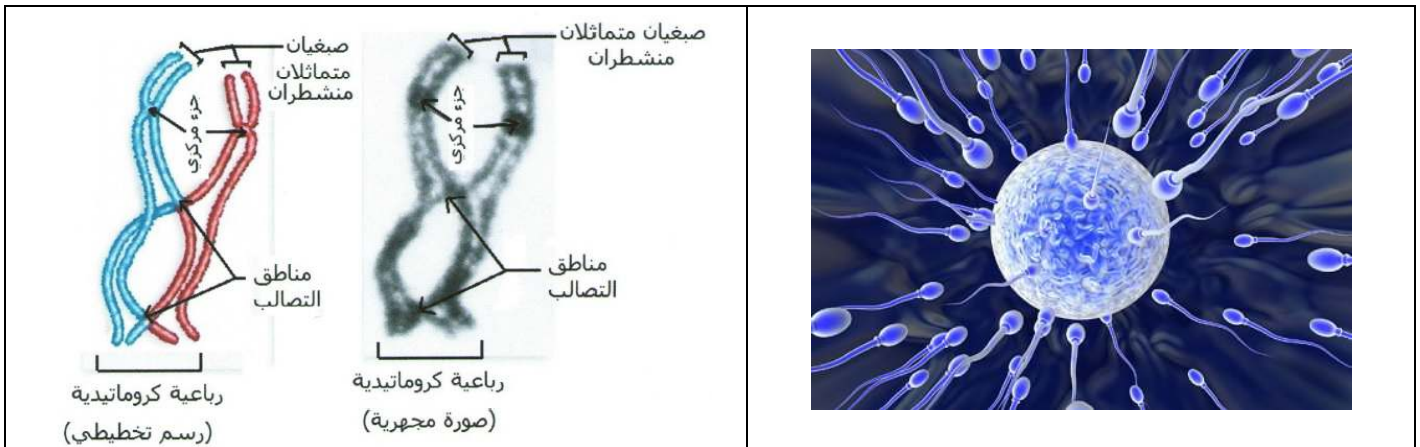 صبغيان
متماثلان
منشطران
جزء مركزي
مناطق
التصالب
رباعية كروماتيدية
(رسم تخطيطي)
صبغيان متماثلان
منشطران
جزء مركزي
مناطق
التصالب
رباعية كروماتيدية
(صورة مجهرية)